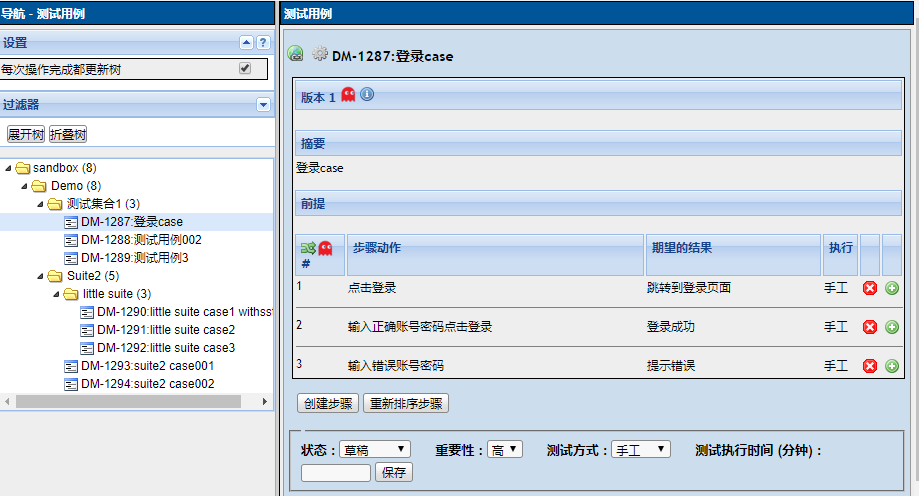 导航 - 测试用例
设置
?
每次操作完成都更新树
过滤器
展开树 折叠树
sandbox (8)
Demo (8)
测试集合1 (3)
DM-1287:登录case
DM-1288:测试用例002
DM-1289:测试用例3
Suite2 (5)
little suite (3)
DM-1290:little suite case1 withsst
DM-1291:little suite case2
DM-1292:little suite case3
DM-1293:suite2 case001
DM-1294:suite2 case002
测试用例
DM-1287:登录case
版本 1
摘要
登录case
前提
# 步骤动作 期望的结果 执行
1 点击登录 跳转到登录页面 手工
2 输入正确账号密码点击登录 登录成功 手工
3 输入错误账号密码 提示错误 手工
创建步骤 重新排序步骤
状态： 草稿 重要性： 高 测试方式： 手工 测试执行时间 (分钟)：
保存